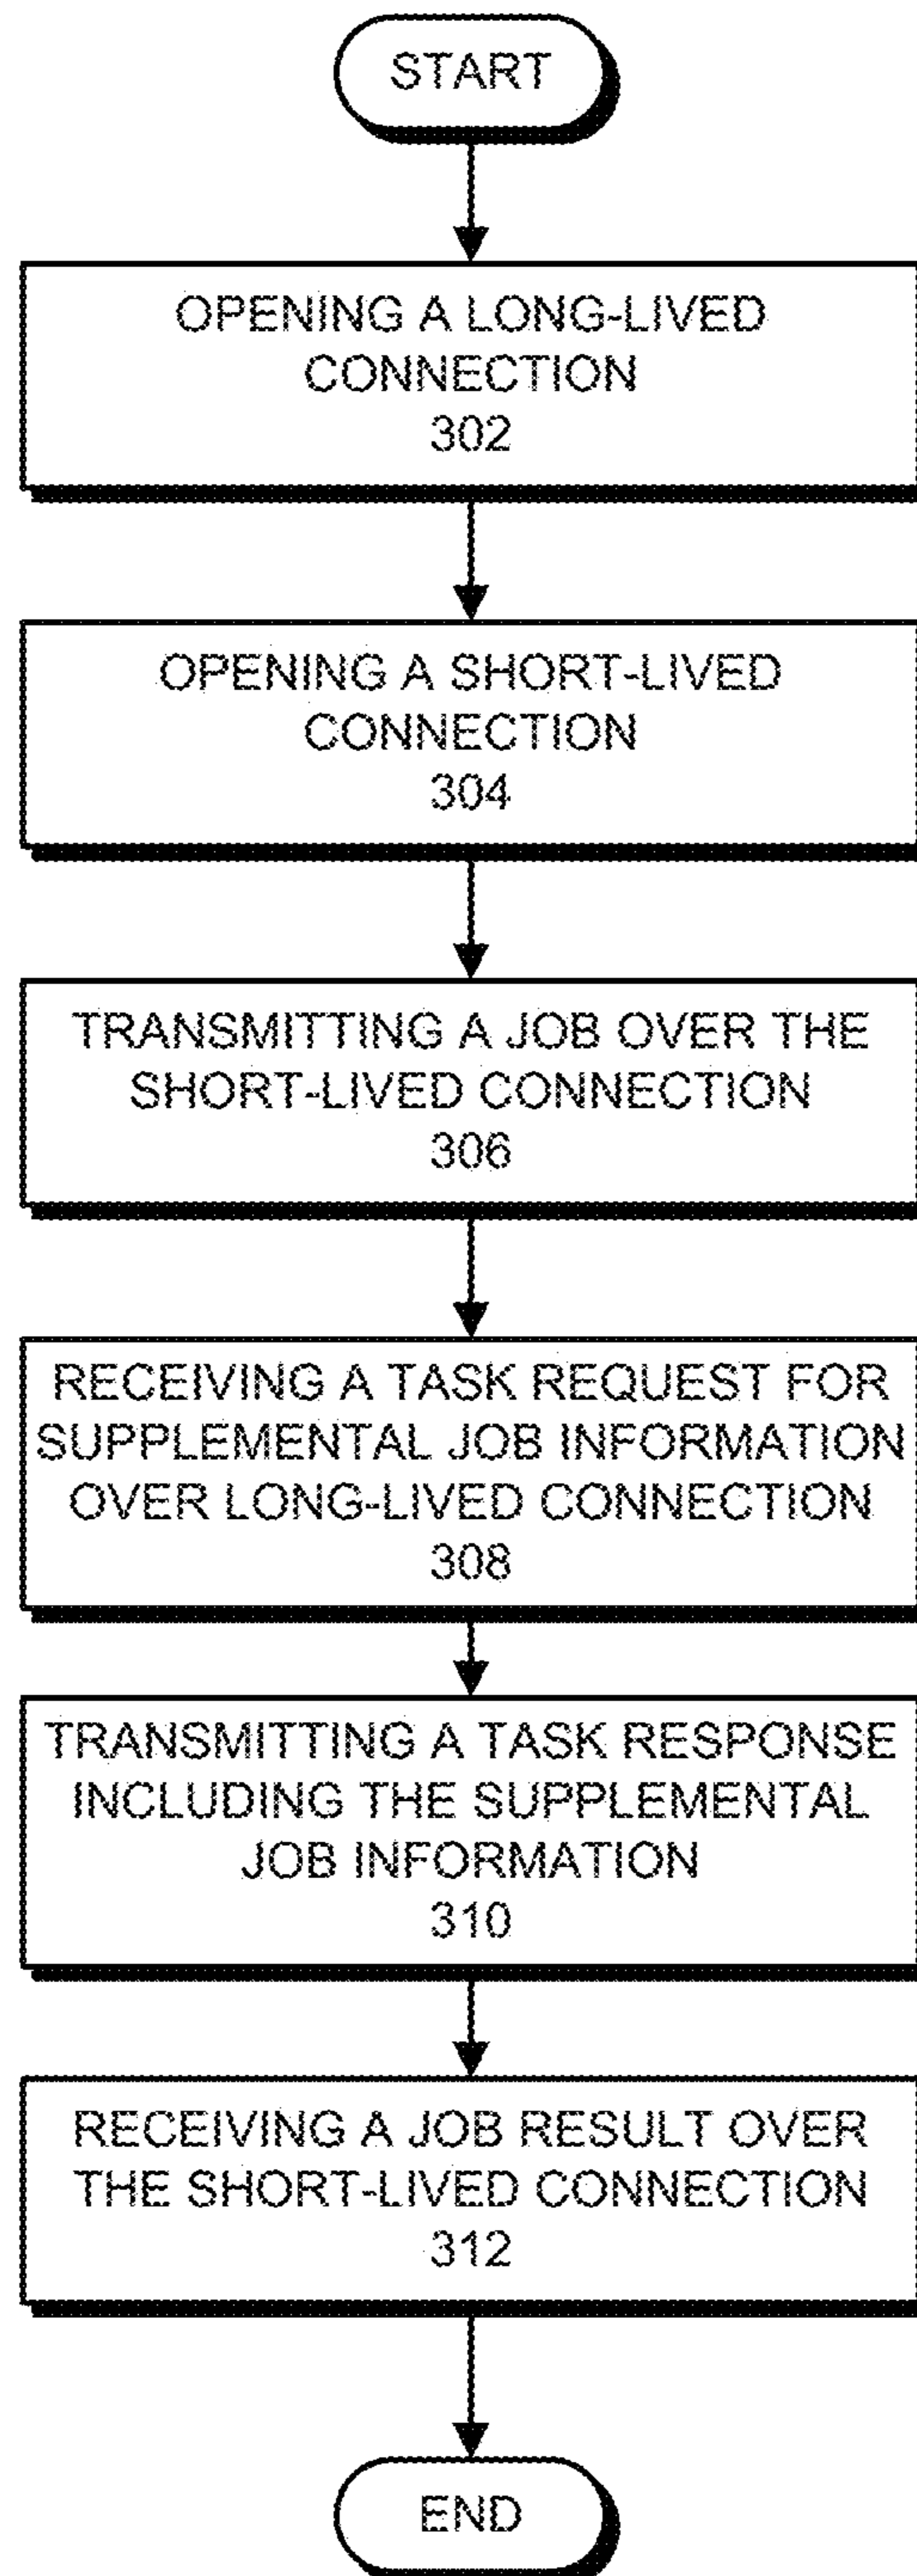 START
OPENING A LONG-LIVED
CONNECTION
302
OPENING A SHORT-LIVED
CONNECTION
304
TRANSMITTING A JOB OVER THE
SHORT-LIVED CONNECTION
306
RECEIVING A TASK REQUEST FOR
SUPPLEMENTAL JOB INFORMATION
OVER LONG-LIVED CONNECTION
308
TRANSMITTING A TASK RESPONSE
INCLUDING THE SUPPLEMENTAL
JOB INFORMATION
310
RECEIVING A JOB RESULT OVER
THE SHORT-LIVED CONNECTION
312
END